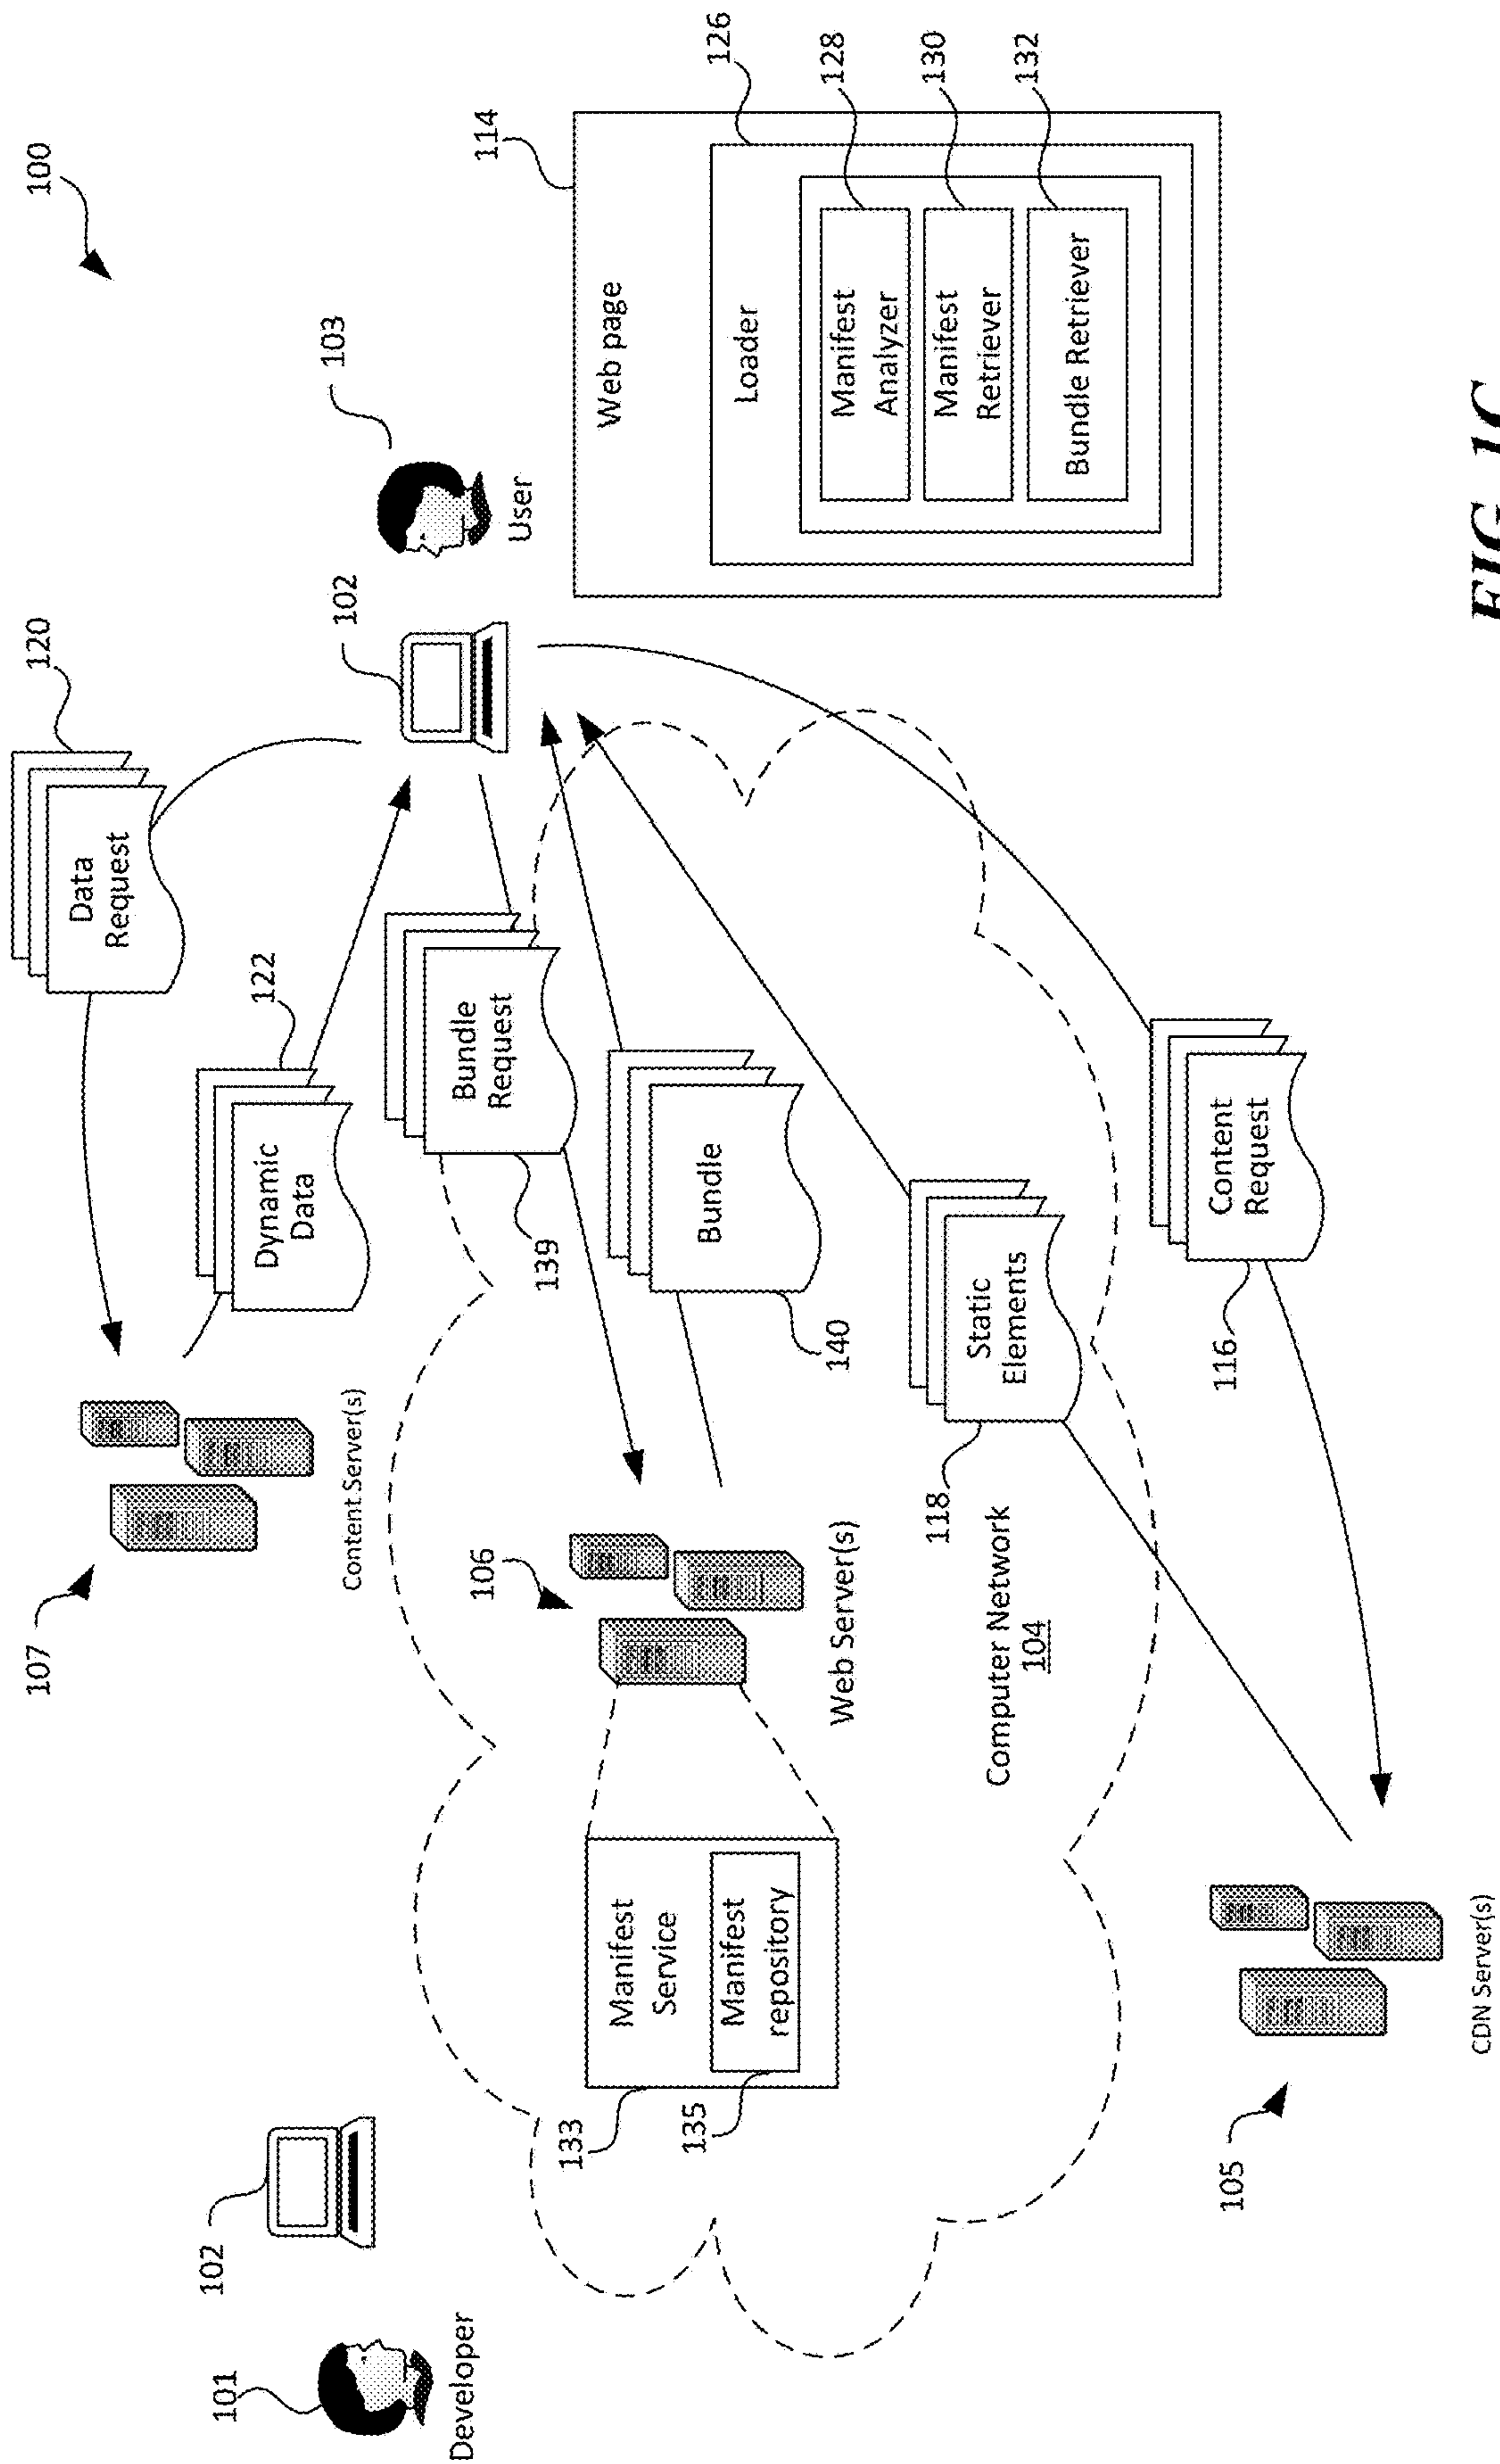 100
120
Data
Request
103
User
102
122
Dynamic
Data
107
Content Server(s)
102
101
Developer
114
Web page
126
Loader
128
Manifest
Analyzer
130
Manifest
Retriever
132
Bundle Retriever
Bundle
Request
139
Bundle
140
106
Web Server(s)
Manifest
Service
Manifest
repository
133
135
Static
Elements
118
Computer Network
104
Content
Request
116
105
CDN Server(s)
FIG. 1C